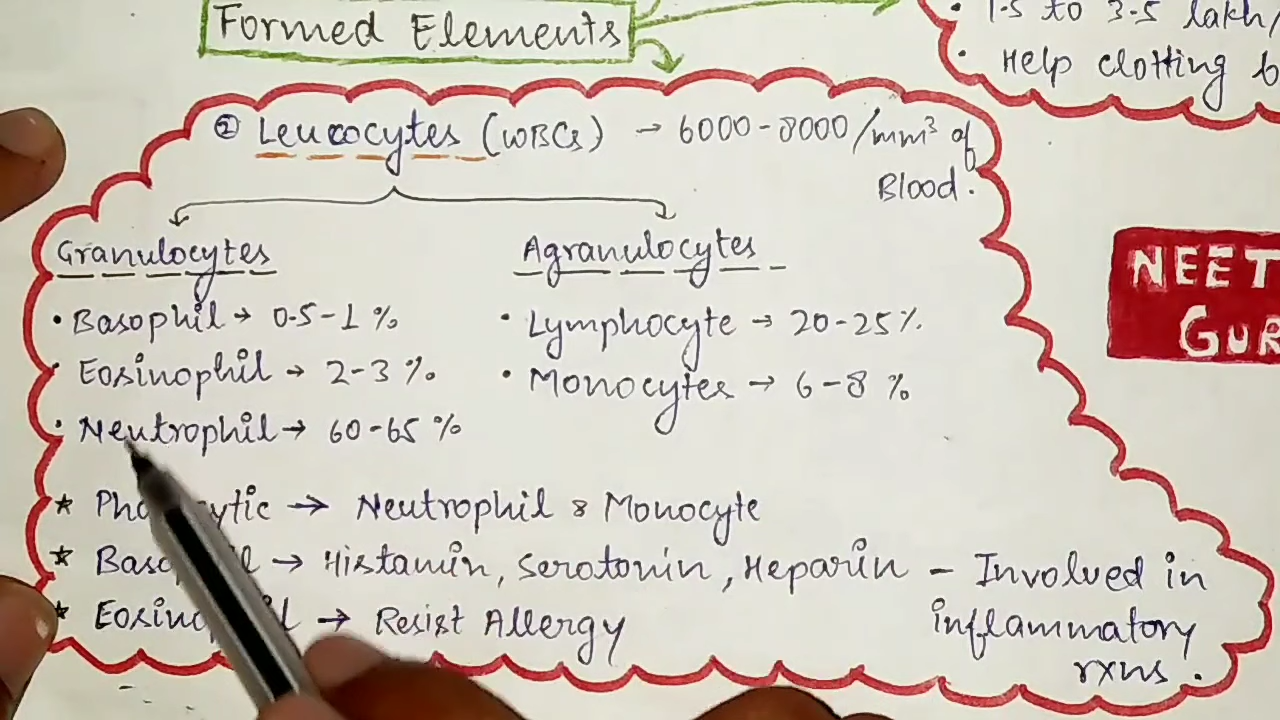 Formed Elements
• 1.5 to 3.5 lakh/
• Help clotting
② Leucocytes (WBCs) → 6000-8000/mm³ of
Blood.
Granulocytes
• Basophil → 0.5-1 %
• Eosinophil → 2-3 %
• Neutrophil → 60-65 %
Agranulocytes
• Lymphocyte → 20-25%.
• Monocytes → 6-8 %
★ → Neutrophil & Monocyte
★ → Histamin, Serotonin, Heparin - Involved in
inflammatory
rxns.
★ → Resist Allergy
NEET
GUR